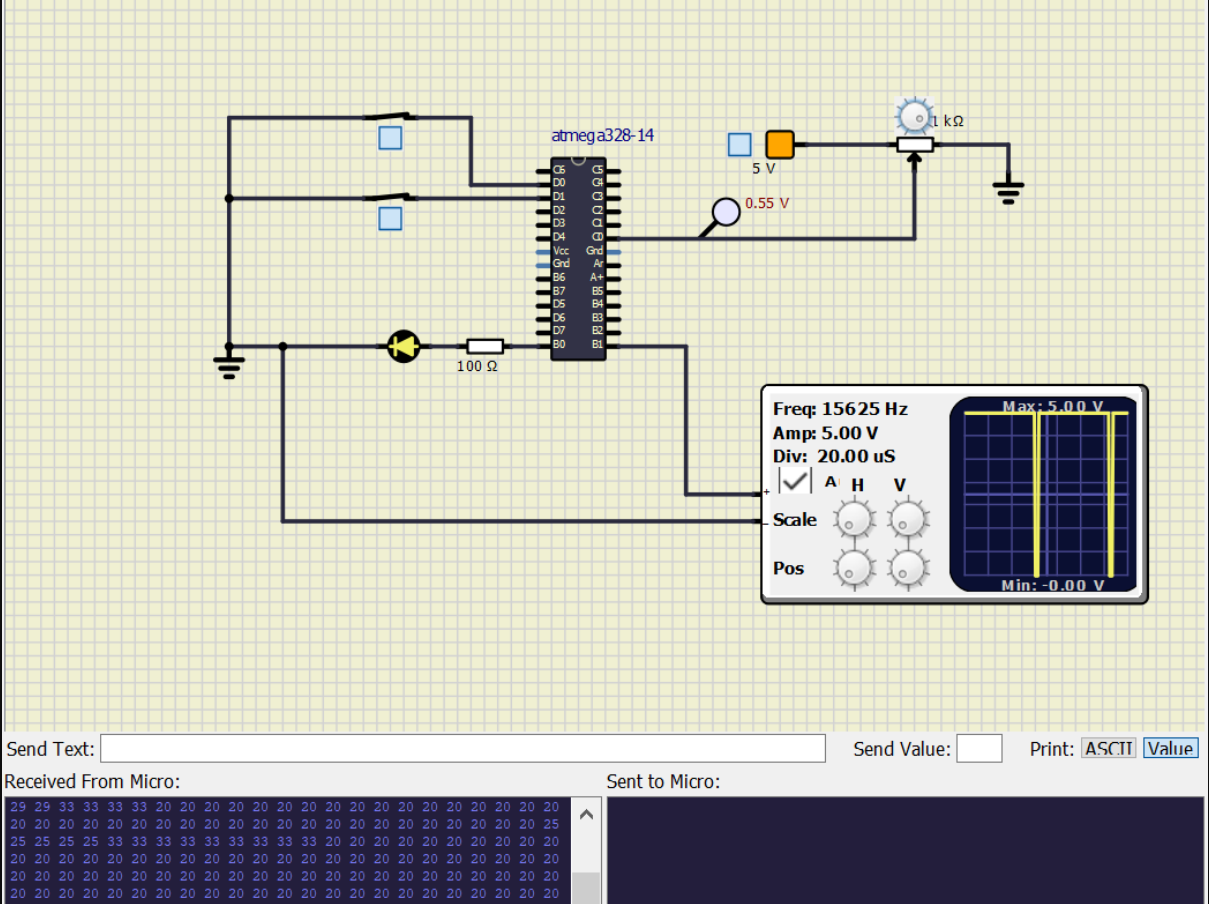 atmega328-14
C6
D0
D1
D2
D3
D4
Vcc
Gnd
B6
B7
D5
D6
D7
B0
C5
C4
C3
C2
C1
C0
Gnd
Ar
A+
B5
B4
B3
B2
B1
1 kΩ
5 V
0.55 V
100 Ω
Freq: 15625 Hz
Amp: 5.00 V
Div: 20.00 uS
A
H V
+
-
Scale
Pos
Max: 5.00 V
Min: -0.00 V
Send Text:
Send Value:
Print: ASCII Value
Received From Micro:
Sent to Micro:
29 29 33 33 33 33 20 20 20 20 20 20 20 20 20 20 20 20 20 20 20 20 20
20 20 20 20 20 20 20 20 20 20 20 20 20 20 20 20 20 20 20 20 20 20 25
25 25 25 25 33 33 33 33 33 33 33 33 33 20 20 20 20 20 20 20 20 20 20
20 20 20 20 20 20 20 20 20 20 20 20 20 20 20 20 20 20 20 20 20 20 20
20 20 20 20 20 20 20 20 20 20 20 20 20 20 20 20 20 20 20 20 20 20 20
20 20 20 20 20 20 20 20 20 20 20 20 20 20 20 20 20 20 20 20 20 20 20